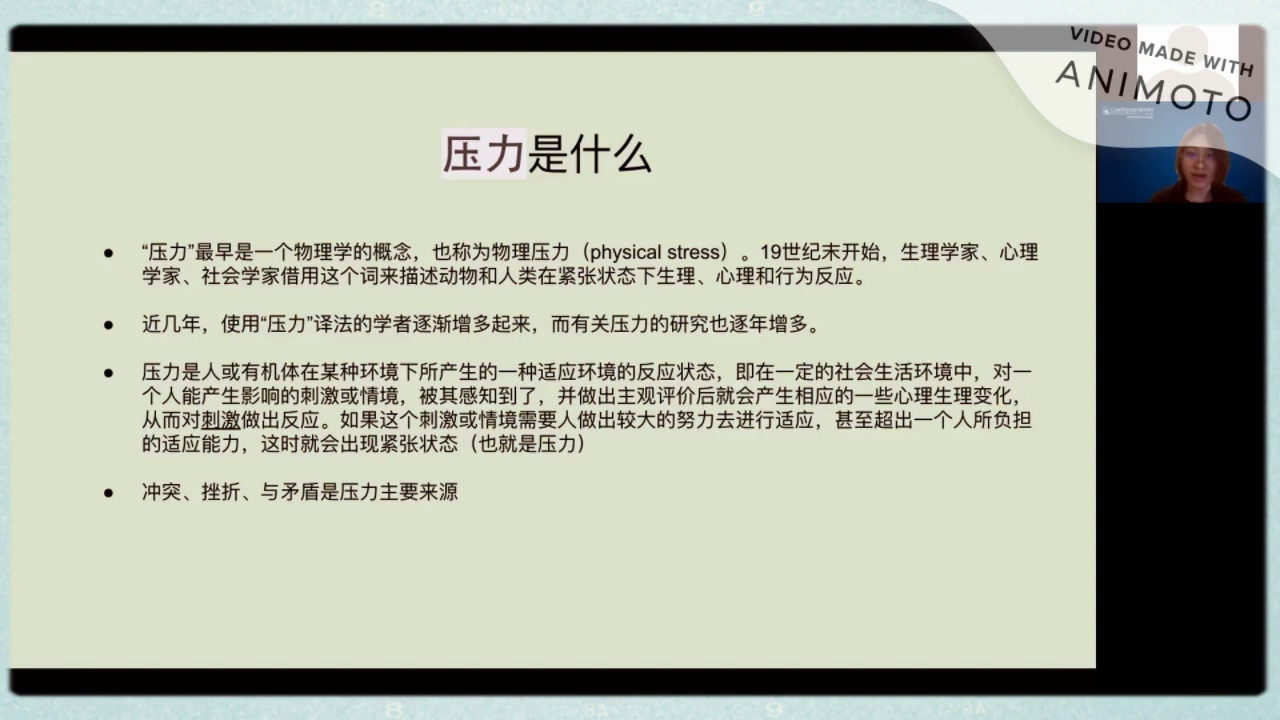 VIDEO MADE WITH
ANIMOTO
压力是什么
● “压力”最早是一个物理学的概念，也称为物理压力（physical stress）。19世纪末开始，生理学家、心理
学家、社会学家借用这个词来描述动物和人类在紧张状态下生理、心理和行为反应。
● 近几年，使用“压力”译法的学者逐渐增多起来，而有关压力的研究也逐年增多。
● 压力是人或有机体在某种环境下所产生的一种适应环境的反应状态，即在一定的社会生活环境中，对一
个人能产生影响的刺激或情境，被其感知到了，并做出主观评价后就会产生相应的一些心理生理变化，
从而对刺激做出反应。如果这个刺激或情境需要人做出较大的努力去进行适应，甚至超出一个人所负担
的适应能力，这时就会出现紧张状态（也就是压力）
● 冲突、挫折、与矛盾是压力主要来源
8
8A
9
9A